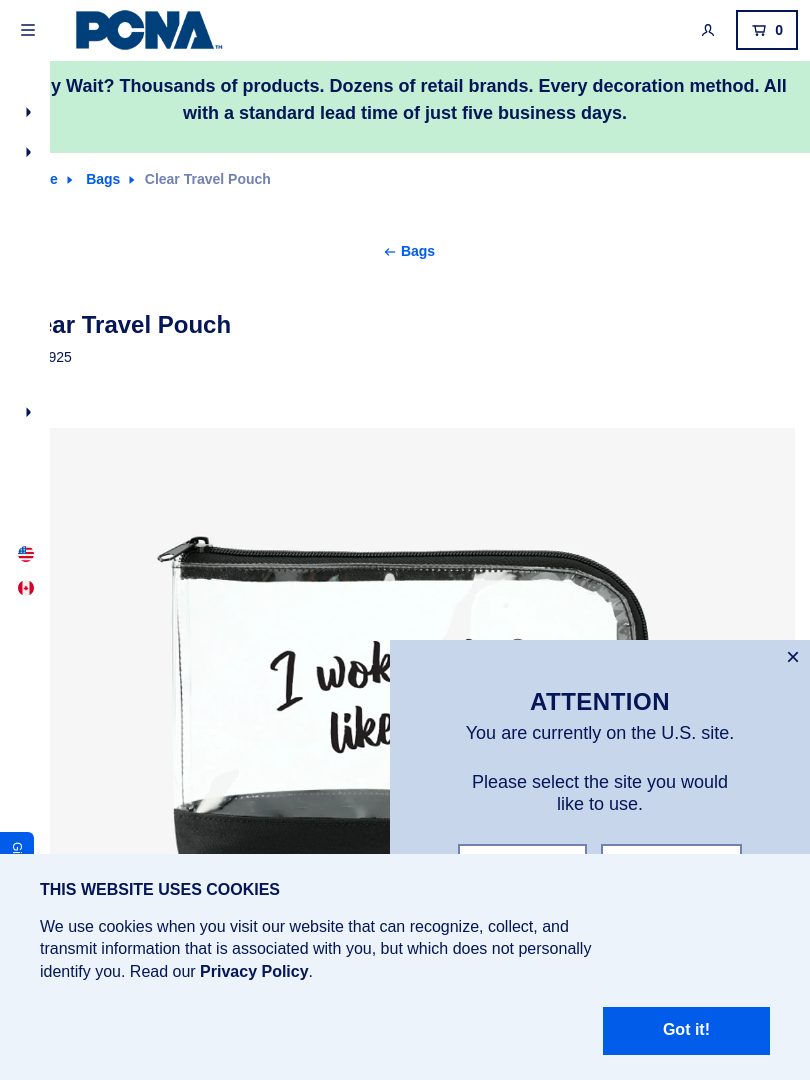 PCNA™
0
y Wait? Thousands of products. Dozens of retail brands. Every decoration method. All
with a standard lead time of just five business days.
e Bags Clear Travel Pouch
← Bags
ear Travel Pouch
925
I wok
like
×
ATTENTION
You are currently on the U.S. site.
Please select the site you would
like to use.
Gi
THIS WEBSITE USES COOKIES
We use cookies when you visit our website that can recognize, collect, and
transmit information that is associated with you, but which does not personally
identify you. Read our Privacy Policy.
Got it!